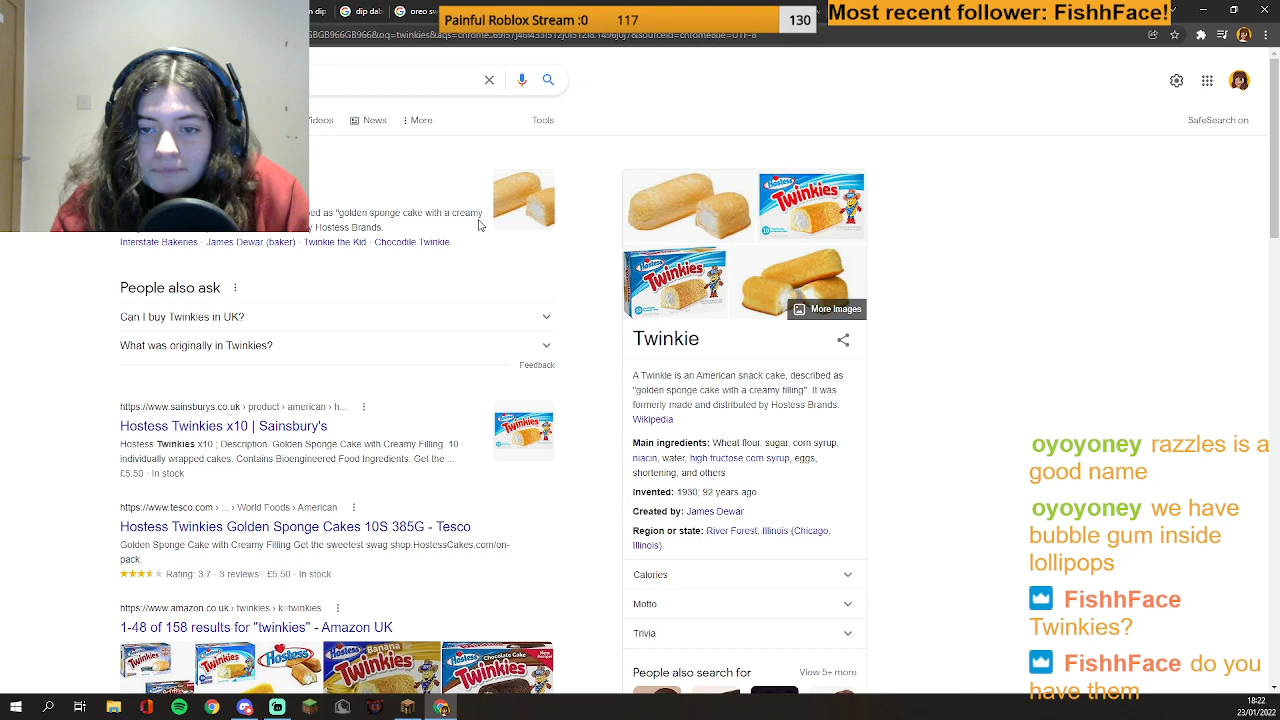 Painful Roblox Stream :0 117 130
Most recent follower: FishhFace!
News
More
Tools
SafeSearch on
ed as "golden sponge cake with a creamy
y Hostess Brands.
Interstate Bakeries · James Dewar (baker) · Twinkie the Kid · Chocolate Twinkie
People also ask
Can I buy Twinkies in UK?
What was originally in Twinkies?
Feedback
https://www.sainsburys.co.uk › product › american › h...
Hostess Twinkies x10 | Sainsbury's
Hostess Twinkies x10 ; Description. Golden Sponge Cake with Creamy Filling. 10
individually wrapped cakes. Contains Bioengineered Food Ingredients. Get the ...
£5.50 · In stock
https://www.tesco.com › ... › World Foods › American
Hostess Twinkies Golden Sponge Cakes 10S 385G - Tesco
Golden Sponge Cake with Creamy Filling Get the sweetest swag shop.HostessCakes.com/on-
pack.
Rating: 3.7 · 3 reviews · £5.50 · In stock
https://www.amazon.co.uk › twinkies › k=twinkies
1-48 of 158 results for "twinkies" - Amazon UK
Hostess
Twinkies
Hostess
Twinkies
More Images
Twinkie
A Twinkie is an American snack cake, described as
"golden sponge cake with a creamy filling". It was
formerly made and distributed by Hostess Brands.
Wikipedia
Main ingredients: Wheat flour, sugar, corn syrup,
niacin, water, high fructose corn syrup, eggs,
shortening, and others
Invented: 1930; 92 years ago
Created by: James Dewar
Region or state: River Forest, Illinois (Chicago,
Illinois)
Calories
Motto
Trivia
People also search for
View 5+ more
oyoyoney razzles is a
good name
oyoyoney we have
bubble gum inside
lollipops
FishhFace
Twinkies?
FishhFace do you
have them
18:22
23/01/2022